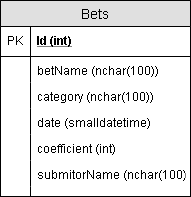 Bets
PK Id (int)
betName (nchar(100))
category (nchar(100))
date (smalldatetime)
coefficient (int)
submitorName (nchar(100)